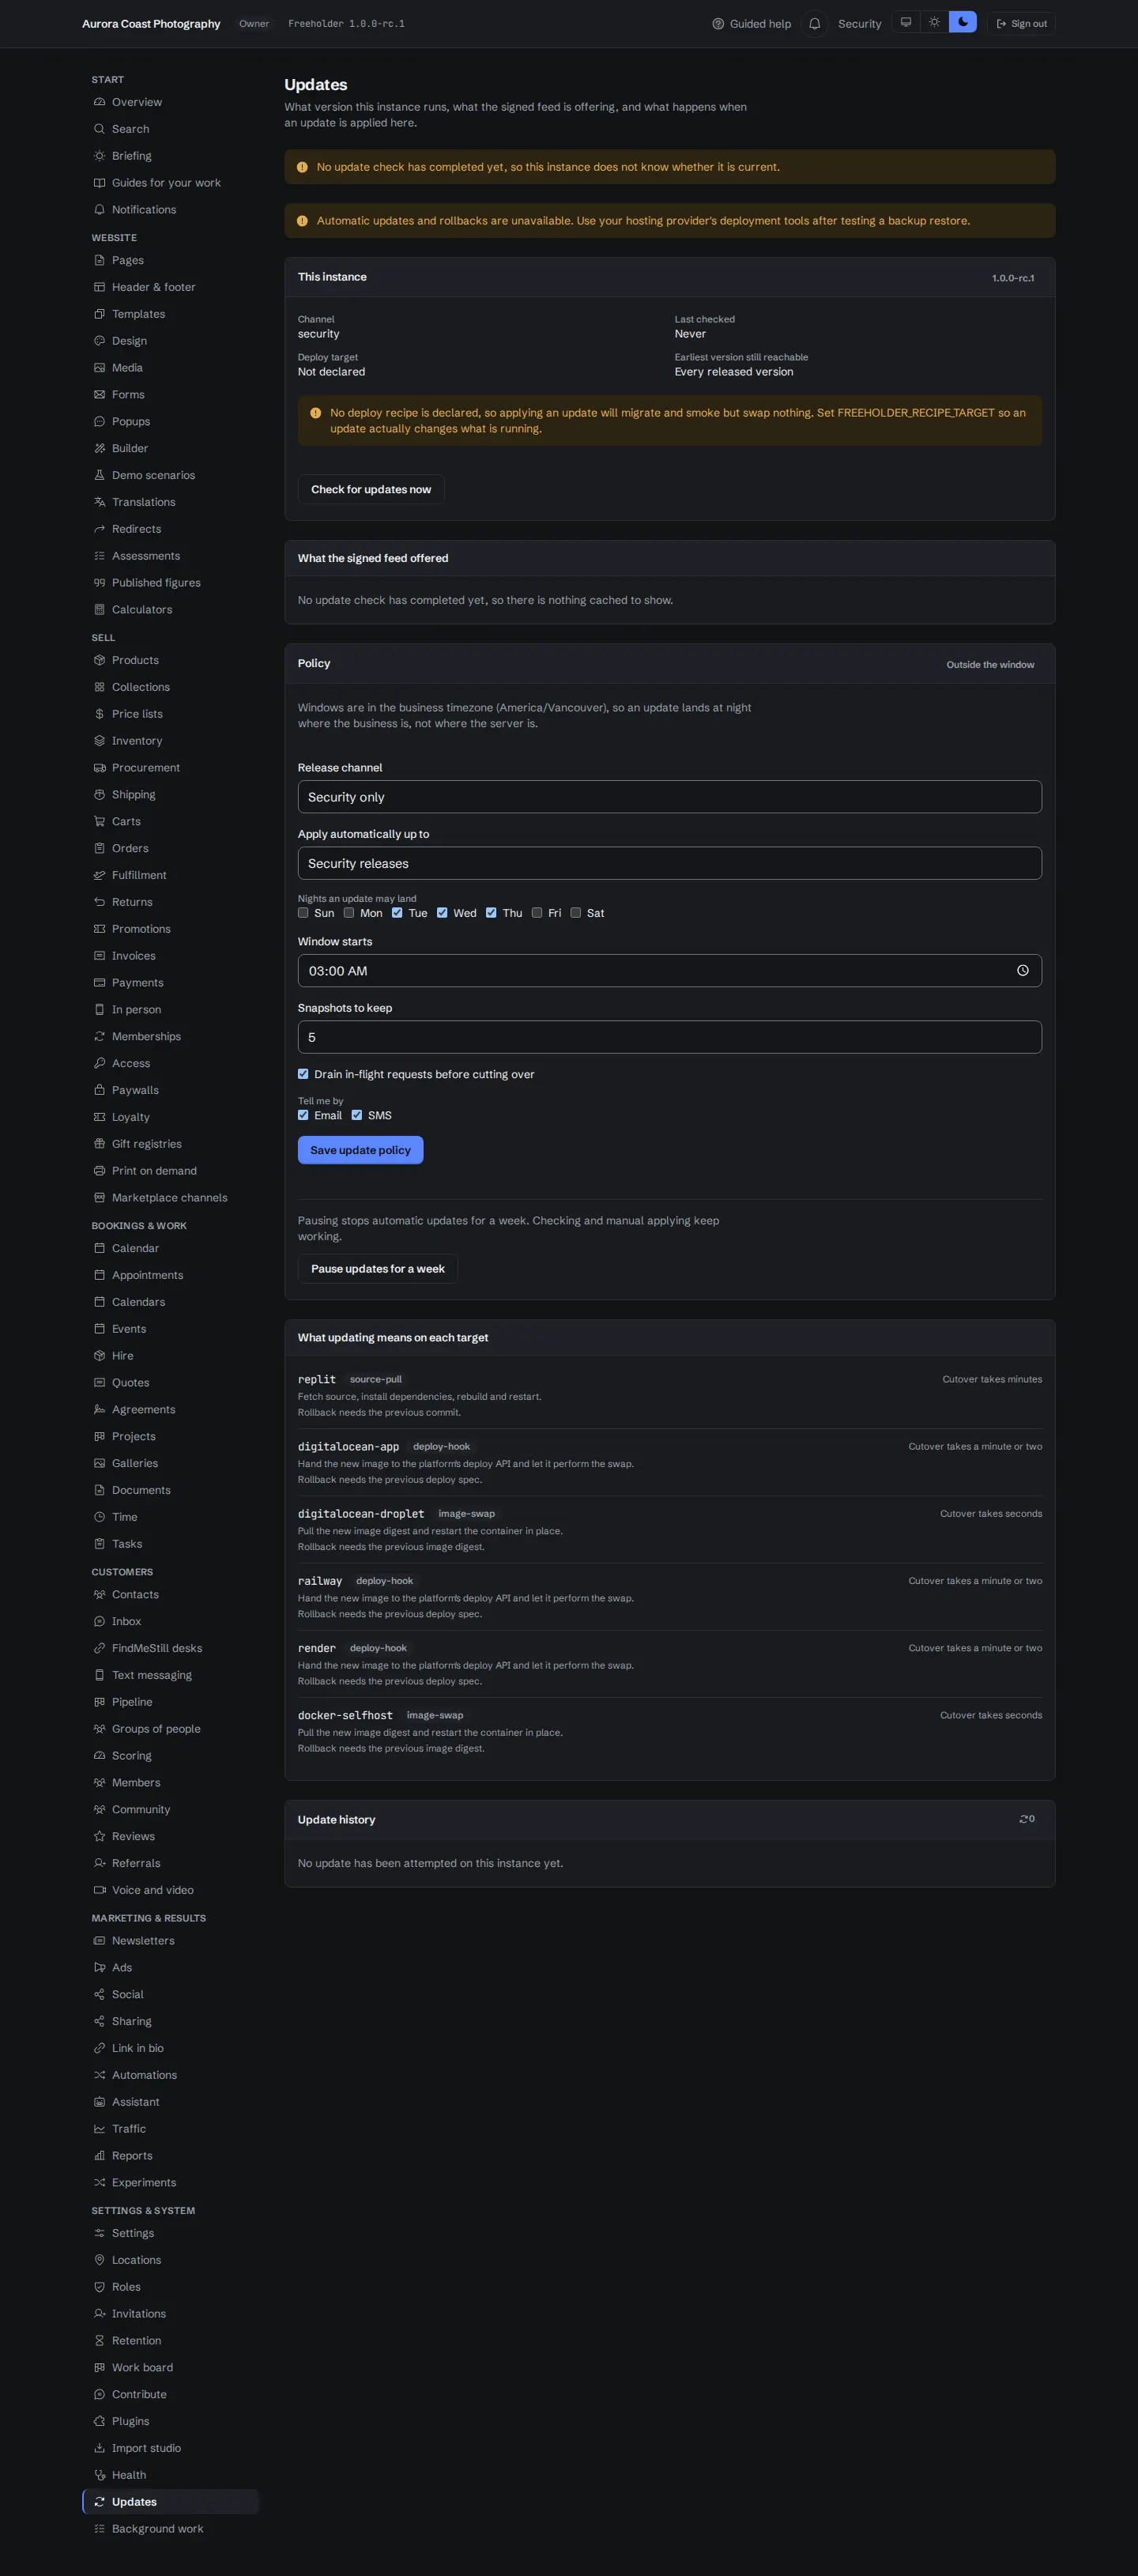 Aurora Coast Photography
Owner
Freeholder 1.0.0-rc.1
Guided help
Security
Sign out
START
Overview
Search
Briefing
Guides for your work
Notifications
WEBSITE
Pages
Header & footer
Templates
Design
Media
Forms
Popups
Builder
Demo scenarios
Translations
Redirects
Assessments
Published figures
Calculators
SELL
Products
Collections
Price lists
Inventory
Procurement
Shipping
Carts
Orders
Fulfillment
Returns
Promotions
Invoices
Payments
In person
Memberships
Access
Paywalls
Loyalty
Gift registries
Print on demand
Marketplace channels
BOOKINGS & WORK
Calendar
Appointments
Calendars
Events
Hire
Quotes
Agreements
Projects
Galleries
Documents
Time
Tasks
CUSTOMERS
Contacts
Inbox
FindMeStill desks
Text messaging
Pipeline
Groups of people
Scoring
Members
Community
Reviews
Referrals
Voice and video
MARKETING & RESULTS
Newsletters
Ads
Social
Sharing
Link in bio
Automations
Assistant
Traffic
Reports
Experiments
SETTINGS & SYSTEM
Settings
Locations
Roles
Invitations
Retention
Work board
Contribute
Plugins
Import studio
Health
Updates
Background work
Updates
What version this instance runs, what the signed feed is offering, and what happens when
an update is applied here.
No update check has completed yet, so this instance does not know whether it is current.
Automatic updates and rollbacks are unavailable. Use your hosting provider's deployment tools after testing a backup restore.
This instance
1.0.0-rc.1
Channel
security
Last checked
Never
Deploy target
Not declared
Earliest version still reachable
Every released version
No deploy recipe is declared, so applying an update will migrate and smoke but swap nothing. Set FREEHOLDER_RECIPE_TARGET so an
update actually changes what is running.
Check for updates now
What the signed feed offered
No update check has completed yet, so there is nothing cached to show.
Policy
Outside the window
Windows are in the business timezone (America/Vancouver), so an update lands at night
where the business is, not where the server is.
Release channel
Security only
Apply automatically up to
Security releases
Nights an update may land
Sun Mon Tue Wed Thu Fri Sat
Window starts
03:00 AM
Snapshots to keep
5
Drain in-flight requests before cutting over
Tell me by
Email SMS
Save update policy
Pausing stops automatic updates for a week. Checking and manual applying keep
working.
Pause updates for a week
What updating means on each target
replit source-pull Cutover takes minutes
Fetch source, install dependencies, rebuild and restart.
Rollback needs the previous commit.
digitalocean-app deploy-hook Cutover takes a minute or two
Hand the new image to the platform's deploy API and let it perform the swap.
Rollback needs the previous deploy spec.
digitalocean-droplet image-swap Cutover takes seconds
Pull the new image digest and restart the container in place.
Rollback needs the previous image digest.
railway deploy-hook Cutover takes a minute or two
Hand the new image to the platform's deploy API and let it perform the swap.
Rollback needs the previous deploy spec.
render deploy-hook Cutover takes a minute or two
Hand the new image to the platform's deploy API and let it perform the swap.
Rollback needs the previous deploy spec.
docker-selfhost image-swap Cutover takes seconds
Pull the new image digest and restart the container in place.
Rollback needs the previous image digest.
Update history
0
No update has been attempted on this instance yet.